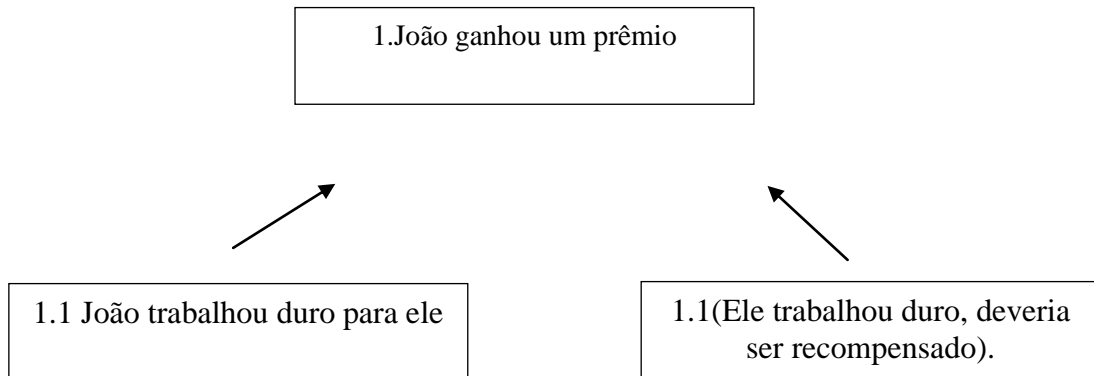 1.João ganhou um prêmio
1.1 João trabalhou duro para ele
1.1(Ele trabalhou duro, deveria
ser recompensado).